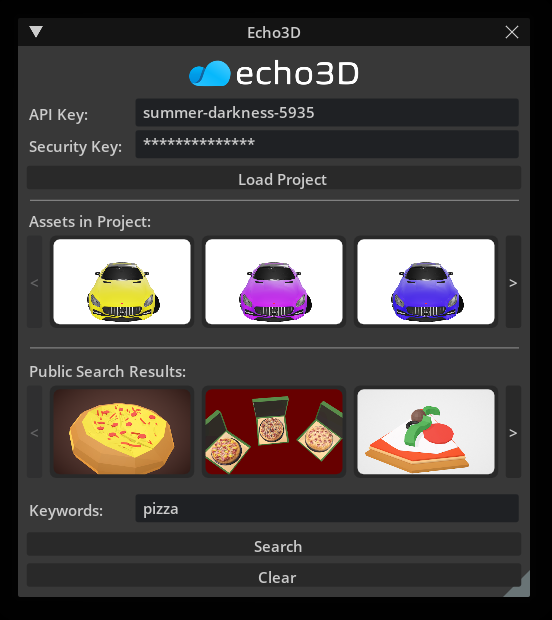 Echo3D
echo3D
API Key: summer-darkness-5935
Security Key: **************
Load Project
Assets in Project:
< >
Public Search Results:
< >
Keywords: pizza
Search
Clear